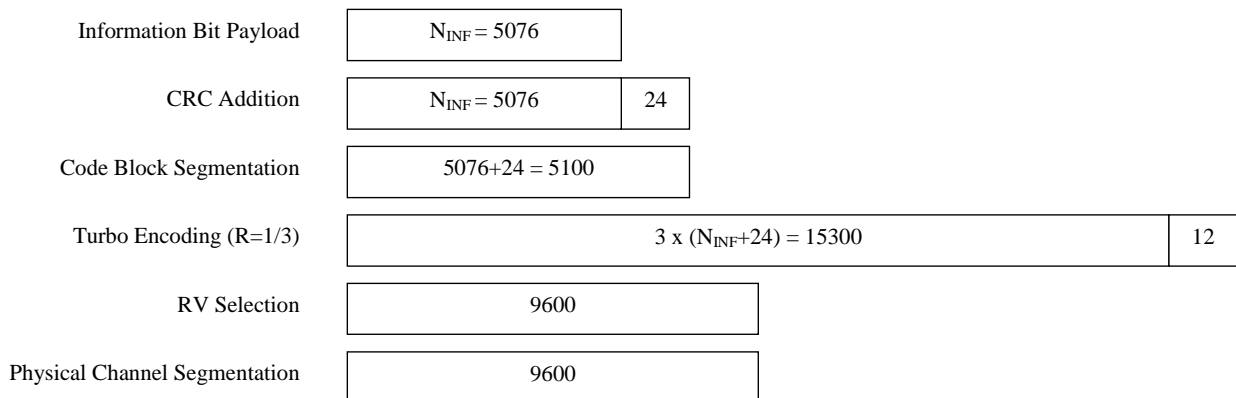 Information Bit Payload N_INF = 5076
CRC Addition N_INF = 5076 24
Code Block Segmentation 5076+24 = 5100
Turbo Encoding (R=1/3) 3 x (N_INF+24) = 15300 12
RV Selection 9600
Physical Channel Segmentation 9600